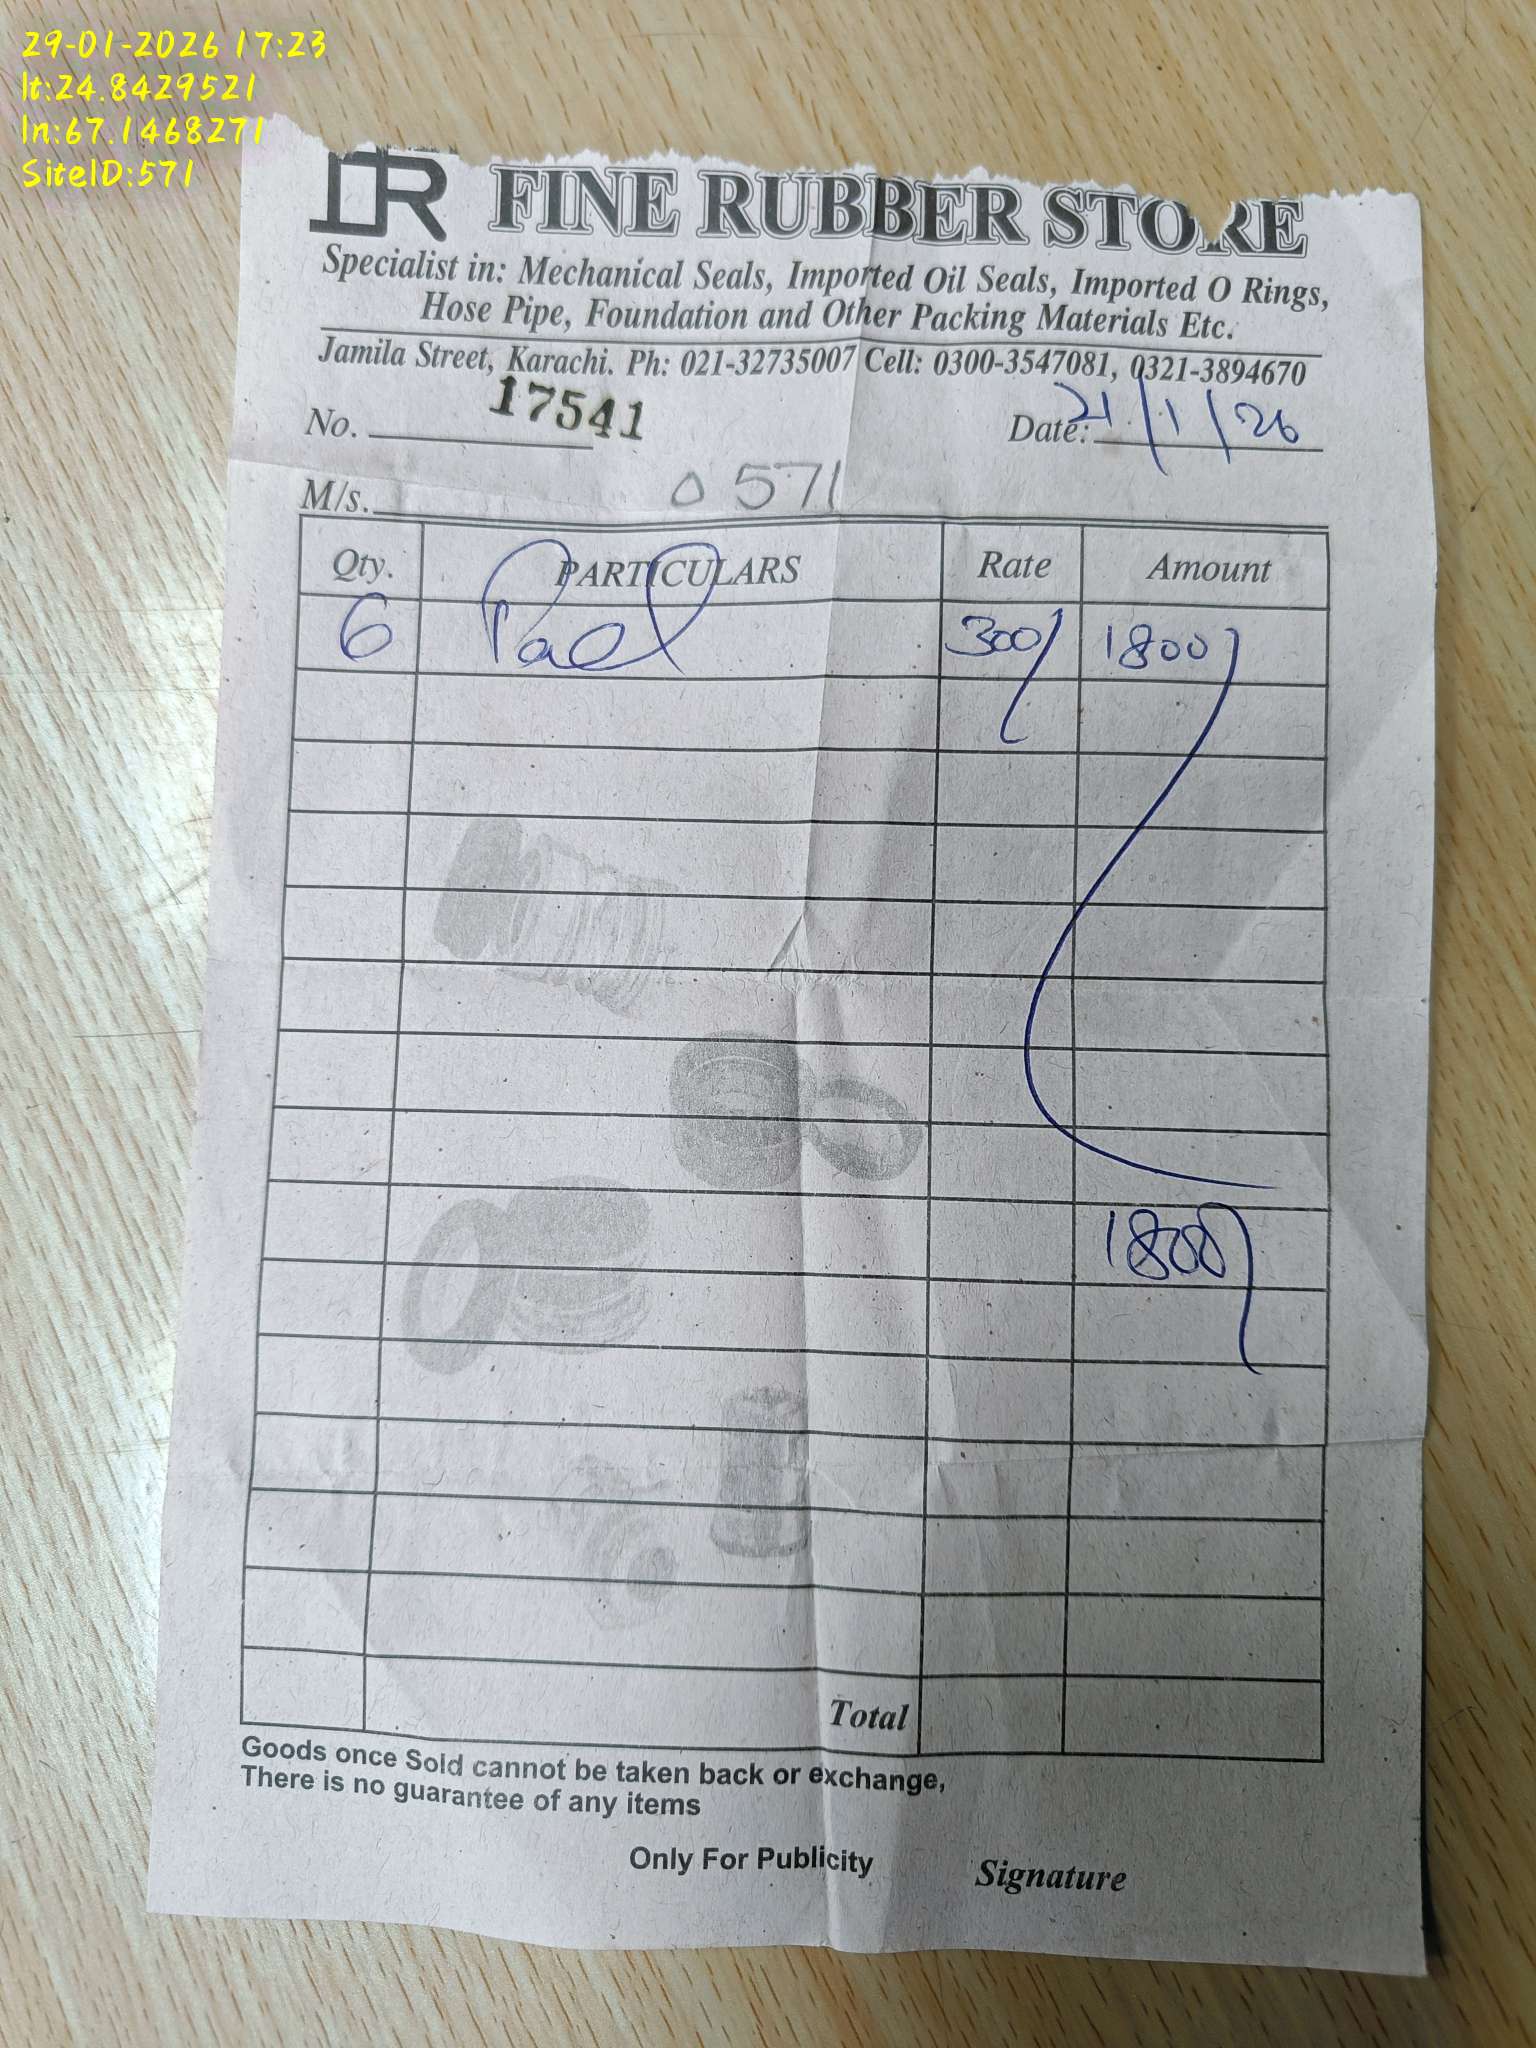 29-01-2026 17:23
lt:24.8429521
ln:67.1468271
SiteID:571
FINE RUBBER STORE
Specialist in: Mechanical Seals, Imported Oil Seals, Imported O Rings,
Hose Pipe, Foundation and Other Packing Materials Etc.
Jamila Street, Karachi. Ph: 021-32735007 Cell: 0300-3547081, 0321-3894670
No. 17541 Date: 21/1/26
M/s. 0571
Qty. PARTICULARS Rate Amount
6 Pad 300/ 1800/
1800/
Total
Goods once Sold cannot be taken back or exchange,
There is no guarantee of any items
Only For Publicity Signature